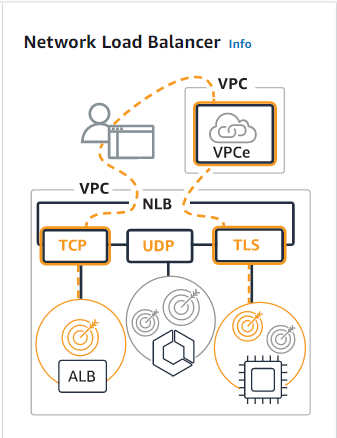 Network Load Balancer Info
VPC
VPCe
VPC
NLB
TCP
UDP
TLS
ALB